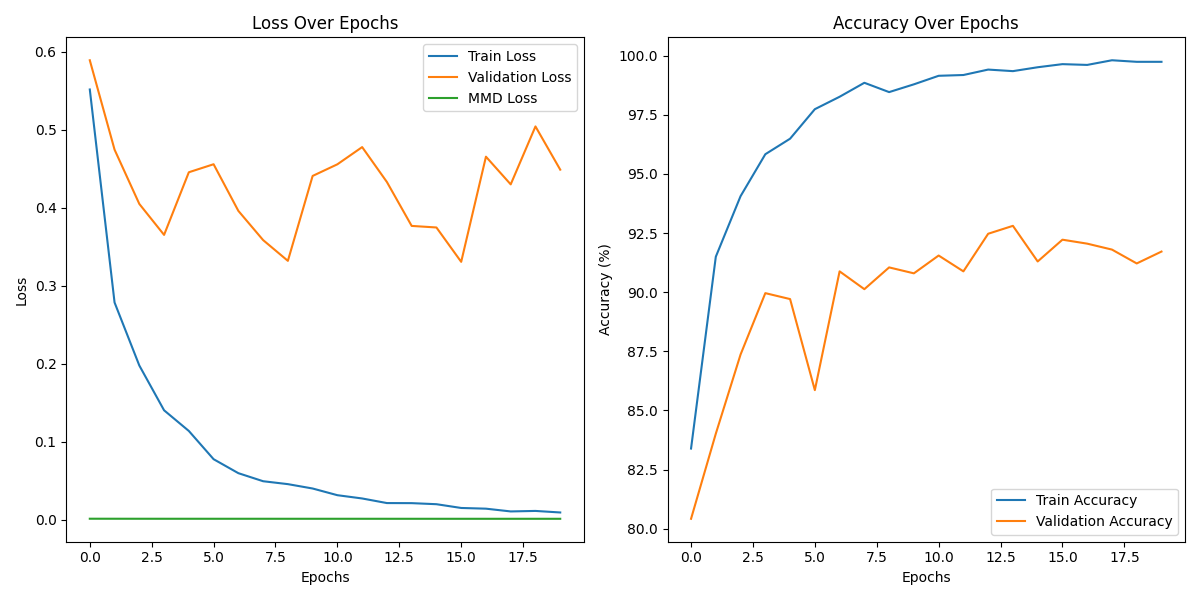 Loss Over Epochs
0.6
0.5
0.4
0.3
0.2
0.1
0.0
Loss
Train Loss
Validation Loss
MMD Loss
0.0 2.5 5.0 7.5 10.0 12.5 15.0 17.5
Epochs
Accuracy Over Epochs
100.0
97.5
95.0
92.5
90.0
87.5
85.0
82.5
80.0
Accuracy (%)
Train Accuracy
Validation Accuracy
0.0 2.5 5.0 7.5 10.0 12.5 15.0 17.5
Epochs